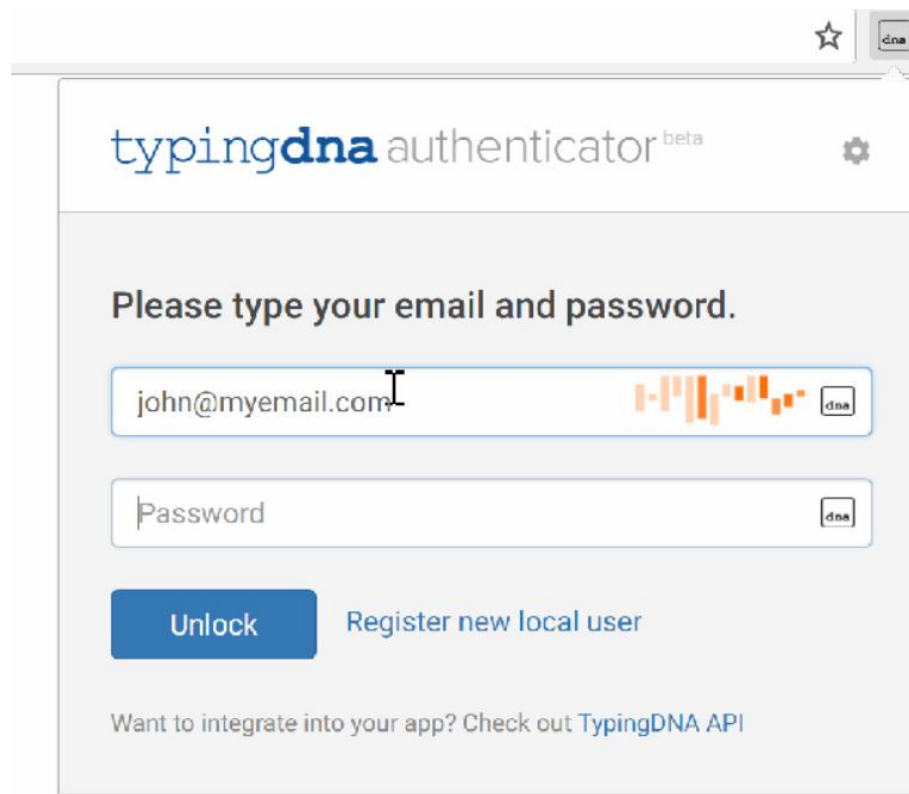 dna
typingdna authenticator beta
Please type your email and password.
john@myemail.com dna
Password dna
Unlock Register new local user
Want to integrate into your app? Check out TypingDNA API